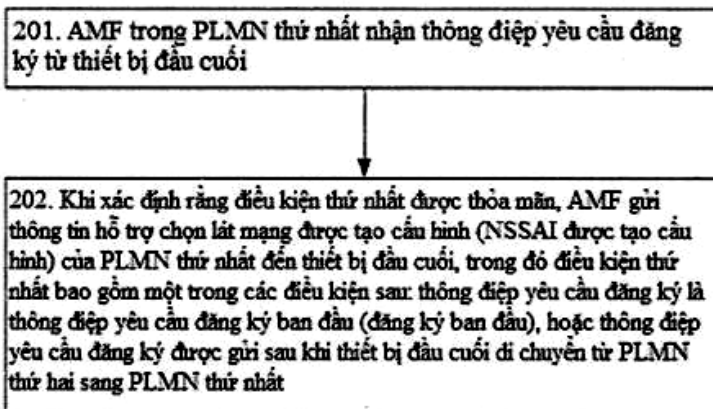 201. AMF trong PLMN thứ nhất nhận thông điệp yêu cầu đăng
ký từ thiết bị đầu cuối
202. Khi xác định rằng điều kiện thứ nhất được thỏa mãn, AMF gửi
thông tin hỗ trợ chọn lát mạng được tạo cấu hình (NSSAI được tạo cấu
hình) của PLMN thứ nhất đến thiết bị đầu cuối, trong đó điều kiện thứ
nhất bao gồm một trong các điều kiện sau: thông điệp yêu cầu đăng ký là
thông điệp yêu cầu đăng ký ban đầu (đăng ký ban đầu), hoặc thông điệp
yêu cầu đăng ký được gửi sau khi thiết bị đầu cuối di chuyển từ PLMN
thứ hai sang PLMN thứ nhất